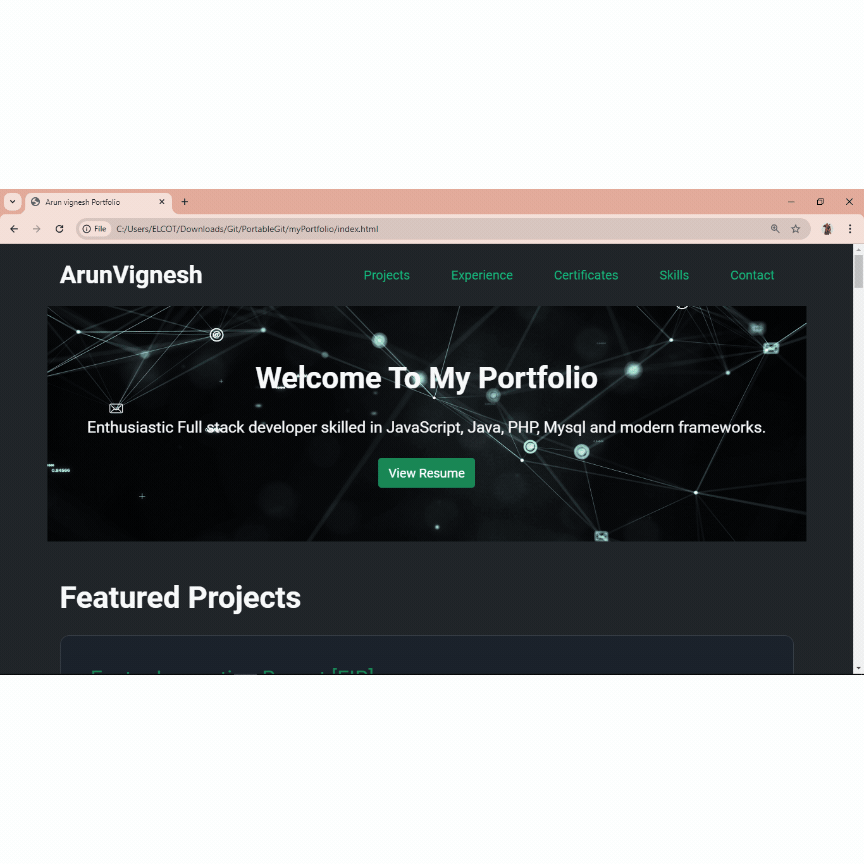 Arun vignesh Portfolio
File C:/Users/ELCOT/Downloads/Git/PortableGit/myPortfolio/index.html
ArunVignesh
Projects Experience Certificates Skills Contact
Welcome To My Portfolio
Enthusiastic Full stack developer skilled in JavaScript, Java, PHP, Mysql and modern frameworks.
View Resume
Featured Projects